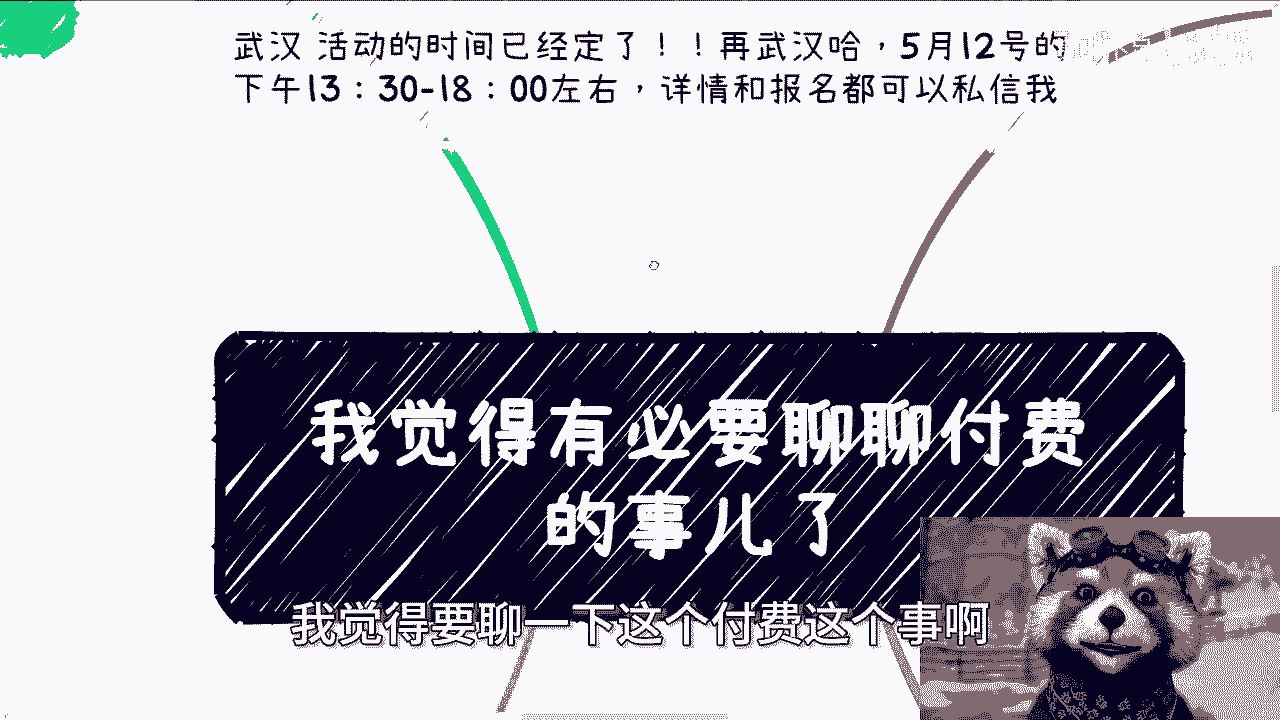 武汉 活动的时间已经定了！！再武汉哈，5月12号的
下午13：30-18：00左右，详情和报名都可以私信我
我觉得有必要聊聊付费
的事儿了
我觉得要聊一下这个付费这个事啊